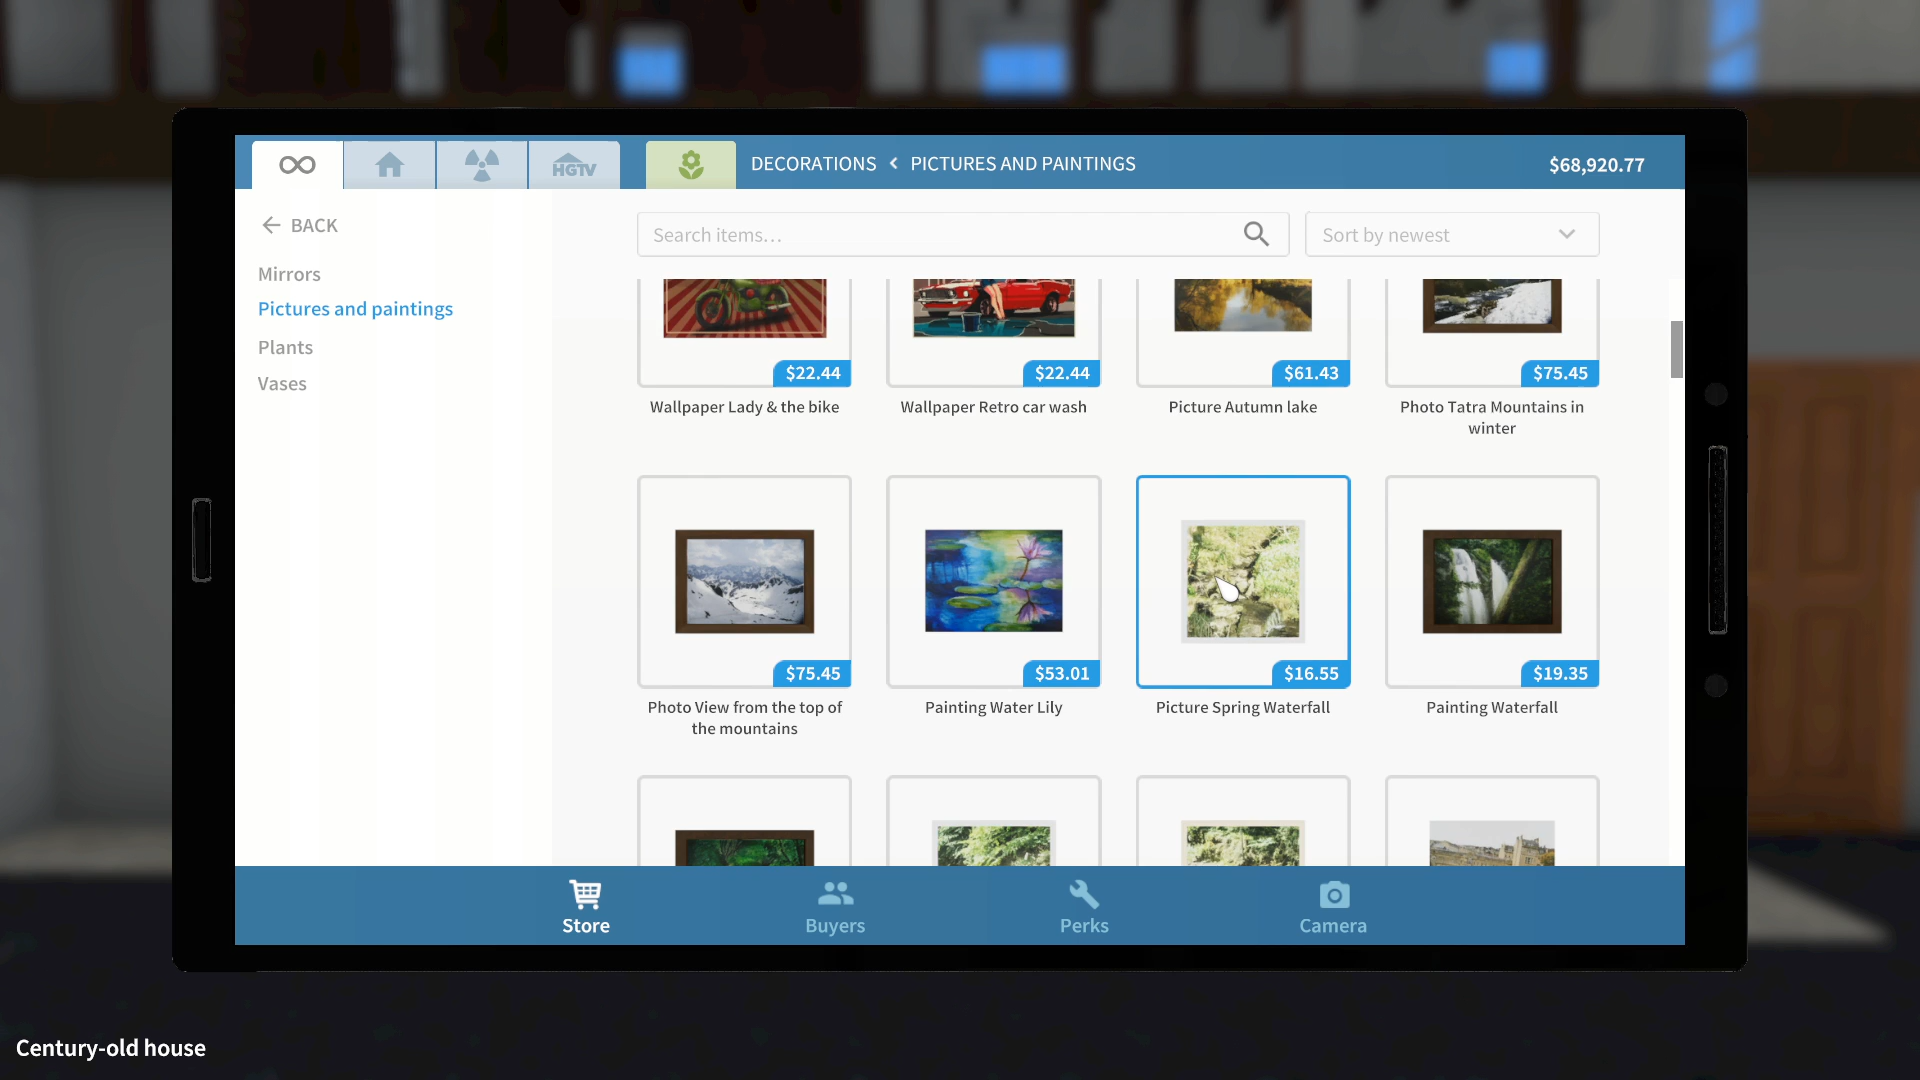 HGTV
DECORATIONS < PICTURES AND PAINTINGS
$68,920.77
BACK
Mirrors
Pictures and paintings
Plants
Vases
Search items...
Sort by newest
$22.44
$22.44
$61.43
$75.45
Wallpaper Lady & the bike
Wallpaper Retro car wash
Picture Autumn lake
Photo Tatra Mountains in
winter
$75.45
$53.01
$16.55
$19.35
Photo View from the top of
the mountains
Painting Water Lily
Picture Spring Waterfall
Painting Waterfall
Store
Buyers
Perks
Camera
Century-old house